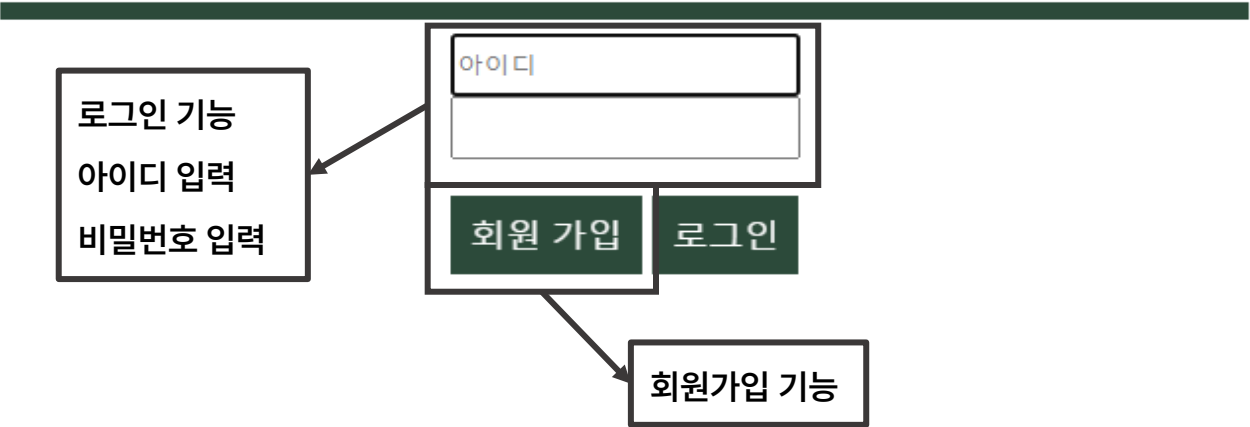 아이디
로그인 기능
아이디 입력
비밀번호 입력
회원 가입
로그인
회원가입 기능